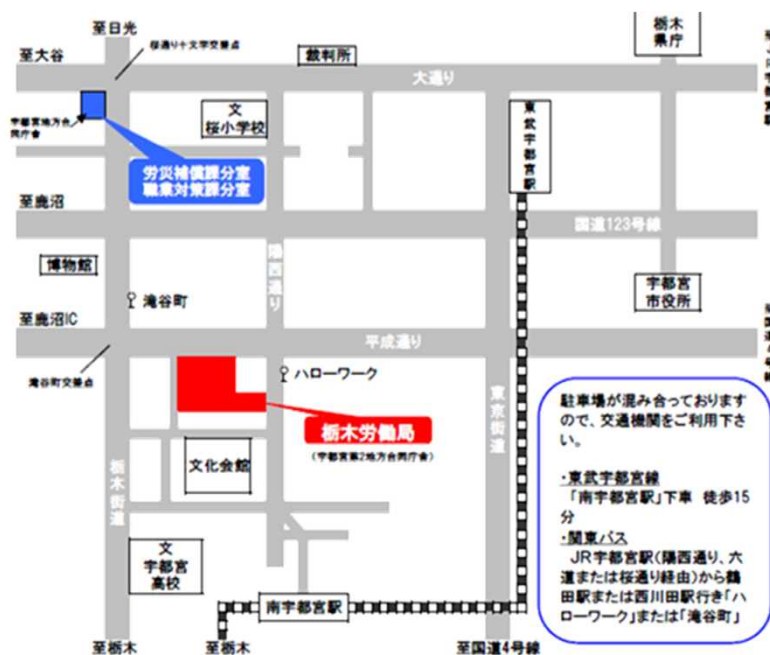 至日光
桜通り十文字交差点
至大谷
裁判所
栃木
県庁
大通り
宇都宮地方合
同庁舎
文
桜小学校
東武宇都宮駅
労災補償課分室
職業対策課分室
至鹿沼
国道123号線
博物館
陽西通り
滝谷町
宇都宮
市役所
至鹿沼IC
平成通り
滝谷町交差点
ハローワーク
東京街道
栃木労働局
(宇都宮第2地方合同庁舎)
文化会館
栃木街道
文
宇都宮
高校
南宇都宮駅
至栃木
至栃木
至国道4号線
駐車場が混み合っております
ので、交通機関をご利用下さ
い。
・東武宇都宮線
「南宇都宮駅」下車 徒歩15
分
・関東バス
JR宇都宮駅(陽西通り、六
道または桜通り経由)から鶴
田駅または西川田駅行き「ハ
ローワーク」または「滝谷町」